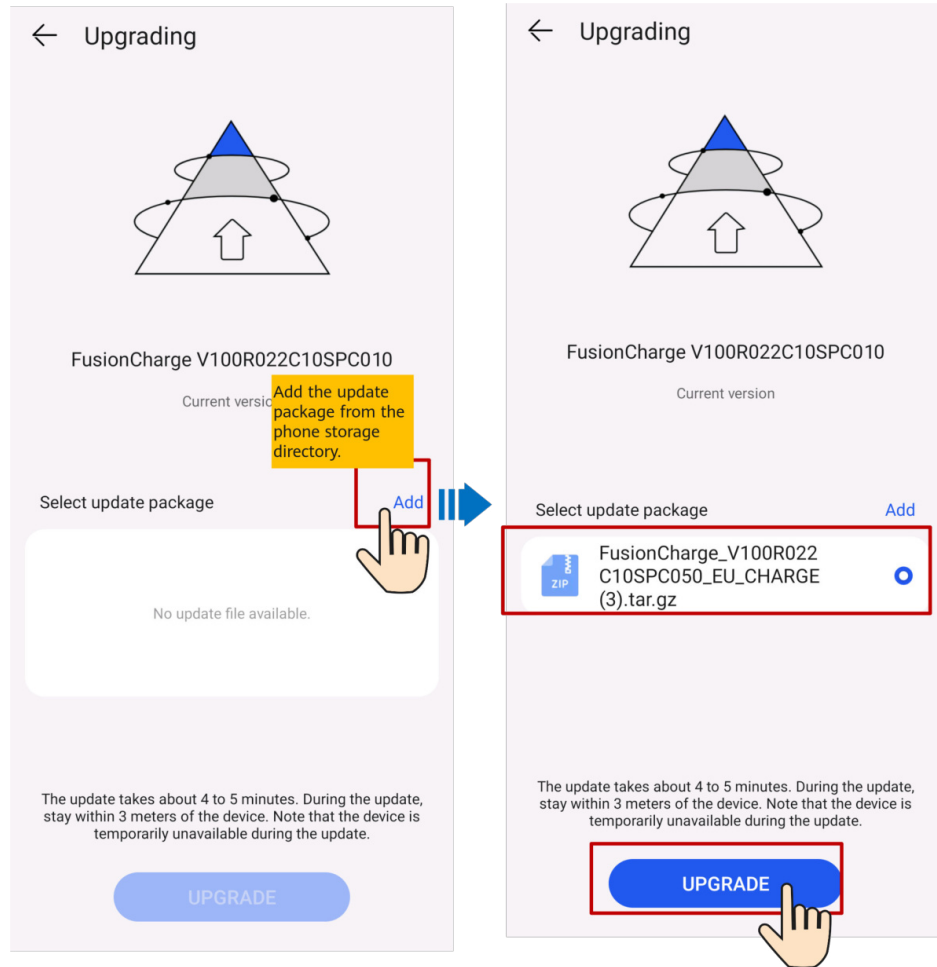 Upgrading
FusionCharge V100R022C10SPC010
Current versio
Add the update
package from the
phone storage
directory.
Select update package
Add
No update file available.
The update takes about 4 to 5 minutes. During the update,
stay within 3 meters of the device. Note that the device is
temporarily unavailable during the update.
UPGRADE
Upgrading
FusionCharge V100R022C10SPC010
Current version
Select update package
Add
ZIP
FusionCharge_V100R022
C10SPC050_EU_CHARGE
(3).tar.gz
The update takes about 4 to 5 minutes. During the update,
stay within 3 meters of the device. Note that the device is
temporarily unavailable during the update.
UPGRADE